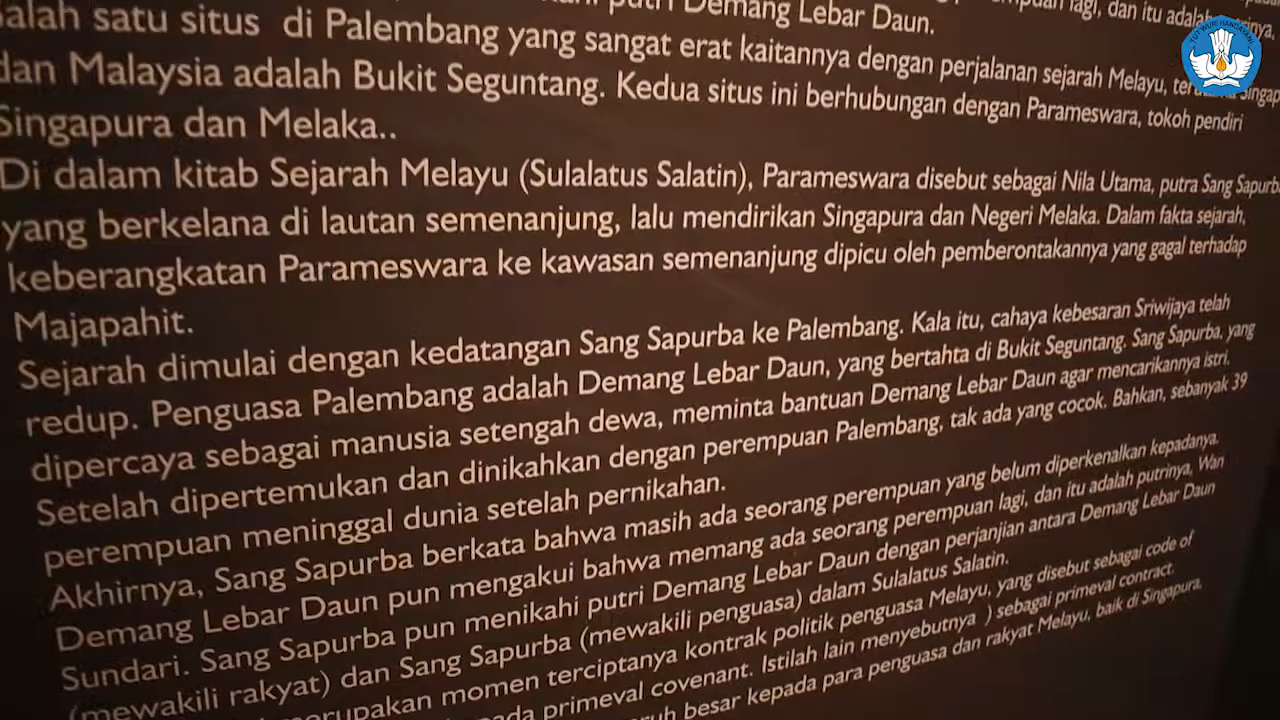 putri Demang Lebar Daun. lagi, dan itu adalah
salah satu situs di Palembang yang sangat erat kaitannya dengan perjalanan sejarah Melayu,
dan Malaysia adalah Bukit Seguntang. Kedua situs ini berhubungan dengan Parameswara, tokoh pendiri
Singapura dan Melaka..
Di dalam kitab Sejarah Melayu (Sulalatus Salatin), Parameswara disebut sebagai Nila Utama, putra Sang Sapurba
yang berkelana di lautan semenanjung, lalu mendirikan Singapura dan Negeri Melaka. Dalam fakta sejarah,
keberangkatan Parameswara ke kawasan semenanjung dipicu oleh pemberontakannya yang gagal terhadap
Majapahit.
Sejarah dimulai dengan kedatangan Sang Sapurba ke Palembang. Kala itu, cahaya kebesaran Sriwijaya telah
redup. Penguasa Palembang adalah Demang Lebar Daun, yang bertahta di Bukit Seguntang. Sang Sapurba, yang
dipercaya sebagai manusia setengah dewa, meminta bantuan Demang Lebar Daun agar mencarikannya istri.
Setelah dipertemukan dan dinikahkan dengan perempuan Palembang, tak ada yang cocok. Bahkan, sebanyak 39
perempuan meninggal dunia setelah pernikahan.
Akhirnya, Sang Sapurba berkata bahwa masih ada seorang perempuan yang belum diperkenalkan kepadanya.
Demang Lebar Daun pun mengakui bahwa memang ada seorang perempuan lagi, dan itu adalah putrinya, Wan
Sundari. Sang Sapurba pun menikahi putri Demang Lebar Daun dengan perjanjian antara Demang Lebar Daun
(mewakili rakyat) dan Sang Sapurba (mewakili penguasa) dalam Sulalatus Salatin.
merupakan momen terciptanya kontrak politik penguasa Melayu, yang disebut sebagai code of
primeval covenant. Istilah lain menyebutnya ) sebagai primeval contract.
besar kepada para penguasa dan rakyat Melayu, baik di Singapura,
TUT WURI HANDAYANI